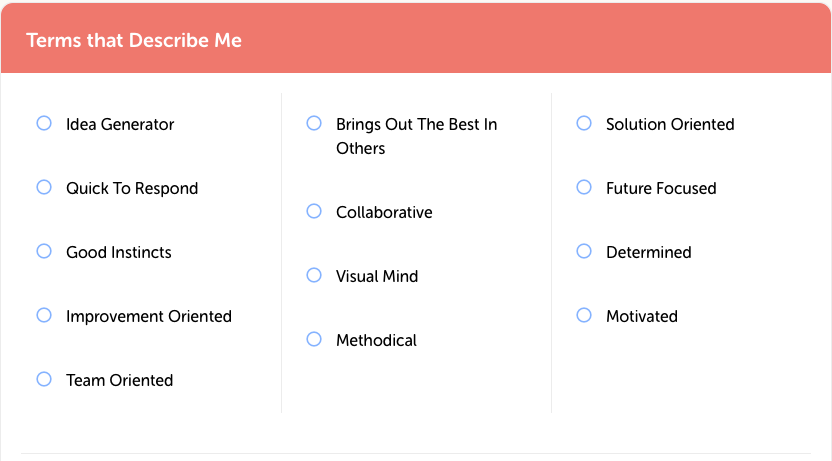 Terms that Describe Me
Idea Generator
Quick To Respond
Good Instincts
Improvement Oriented
Team Oriented
Brings Out The Best In
Others
Collaborative
Visual Mind
Methodical
Solution Oriented
Future Focused
Determined
Motivated